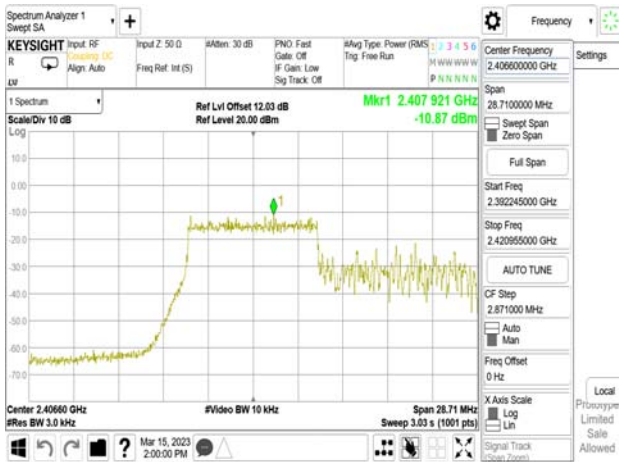 Spectrum Analyzer 1
Swept SA
+
Frequency
KEYSIGHT
R
Input: RF
Coupling: DC
Align: Auto
Input Z: 50 Ω
Freq Ref: Int (S)
#Atten: 30 dB
PNO: Fast
Gate: Off
IF Gain: Low
Sig Track: Off
#Avg Type: Power (RMS
Trig: Free Run
1 2 3 4 5 6
M W W W W W
P N N N N N
1 Spectrum
Scale/Div 10 dB
Ref Lvl Offset 12.03 dB
Ref Level 20.00 dBm
Mkr1 2.407 921 GHz
-10.87 dBm
Log
10.0
0.00
-10.0
-20.0
-30.0
-40.0
-50.0
-60.0
-70.0
1
Center 2.40660 GHz
#Res BW 3.0 kHz
#Video BW 10 kHz
Span 28.71 MHz
Sweep 3.03 s (1001 pts)
?
Mar 15, 2023
2:00:00 PM
Center Frequency
2.406600000 GHz
Span
28.7100000 MHz
Swept Span
Zero Span
Full Span
Start Freq
2.392245000 GHz
Stop Freq
2.420955000 GHz
AUTO TUNE
CF Step
2.871000 MHz
Auto
Man
Freq Offset
0 Hz
X Axis Scale
Log
Lin
Signal Track
(Span Zoom)
Settings
Local
Prototype
Limited
Sale
Allowed